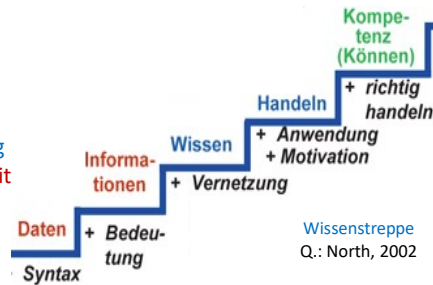 Kompe-
tenz
(Können)
+ richtig
handeln
Handeln
+ Anwendung
+ Motivation
Wissen
+ Vernetzung
Informa-
tionen
+ Bedeu-
tung
Daten
Syntax
g
it
Wissenstreppe
Q.: North, 2002